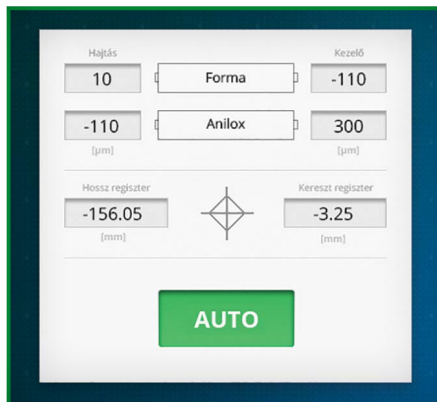 Hajtás Kezelő
10 Forma -110
-110 Anilox 300
[µm] [µm]
Hossz regiszter Kereszt regiszter
-156.05 -3.25
[mm] [mm]
AUTO